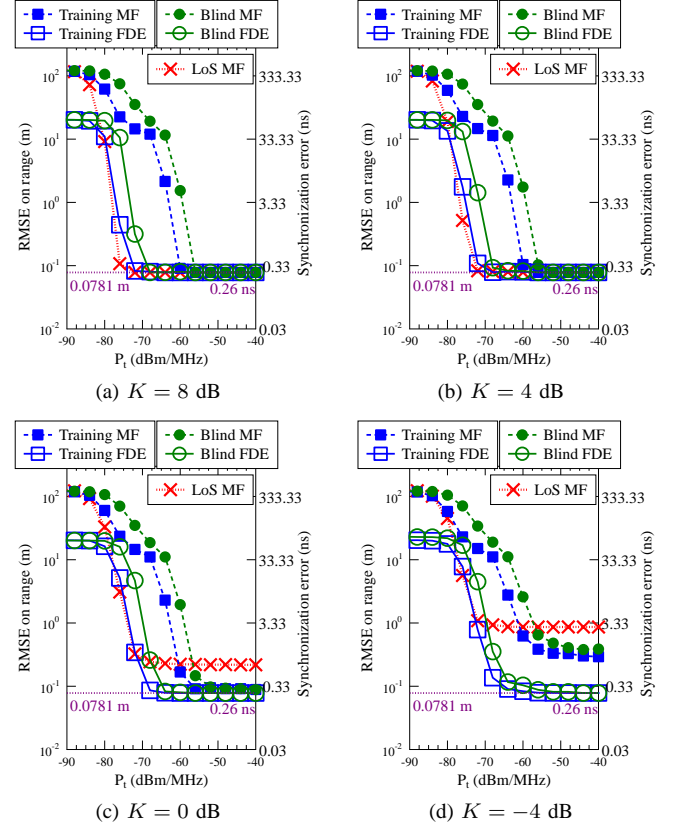 Training MF
Training FDE
Blind MF
Blind FDE
LoS MF
RMSE on range (m)
10^2
10^1
10^0
10^-1
10^-2
333.33
33.33
3.33
0.33
0.03
Synchronization error (ns)
0.0781 m
0.26 ns
-90 -80 -70 -60 -50 -40
P_t (dBm/MHz)
(a) K = 8 dB
Training MF
Training FDE
Blind MF
Blind FDE
LoS MF
RMSE on range (m)
10^2
10^1
10^0
10^-1
10^-2
333.33
33.33
3.33
0.33
0.03
Synchronization error (ns)
0.0781 m
0.26 ns
-90 -80 -70 -60 -50 -40
P_t (dBm/MHz)
(b) K = 4 dB
Training MF
Training FDE
Blind MF
Blind FDE
LoS MF
RMSE on range (m)
10^2
10^1
10^0
10^-1
10^-2
333.33
33.33
3.33
0.33
0.03
Synchronization error (ns)
0.0781 m
0.26 ns
-90 -80 -70 -60 -50 -40
P_t (dBm/MHz)
(c) K = 0 dB
Training MF
Training FDE
Blind MF
Blind FDE
LoS MF
RMSE on range (m)
10^2
10^1
10^0
10^-1
10^-2
333.33
33.33
3.33
0.33
0.03
Synchronization error (ns)
0.0781 m
0.26 ns
-90 -80 -70 -60 -50 -40
P_t (dBm/MHz)
(d) K = −4 dB